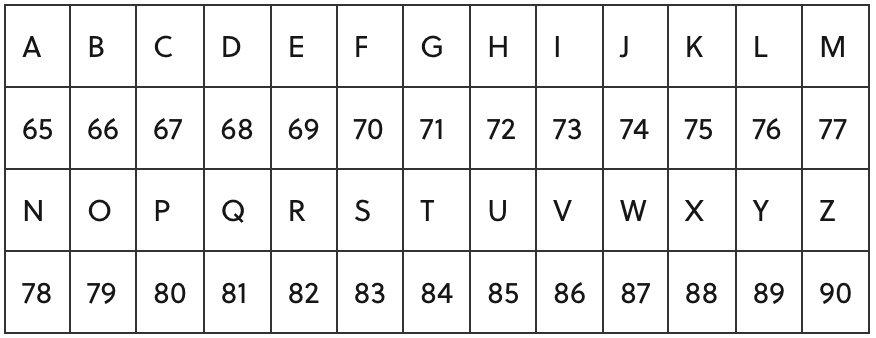 A B C D E F G H I J K L M
65 66 67 68 69 70 71 72 73 74 75 76 77
N O P Q R S T U V W X Y Z
78 79 80 81 82 83 84 85 86 87 88 89 90